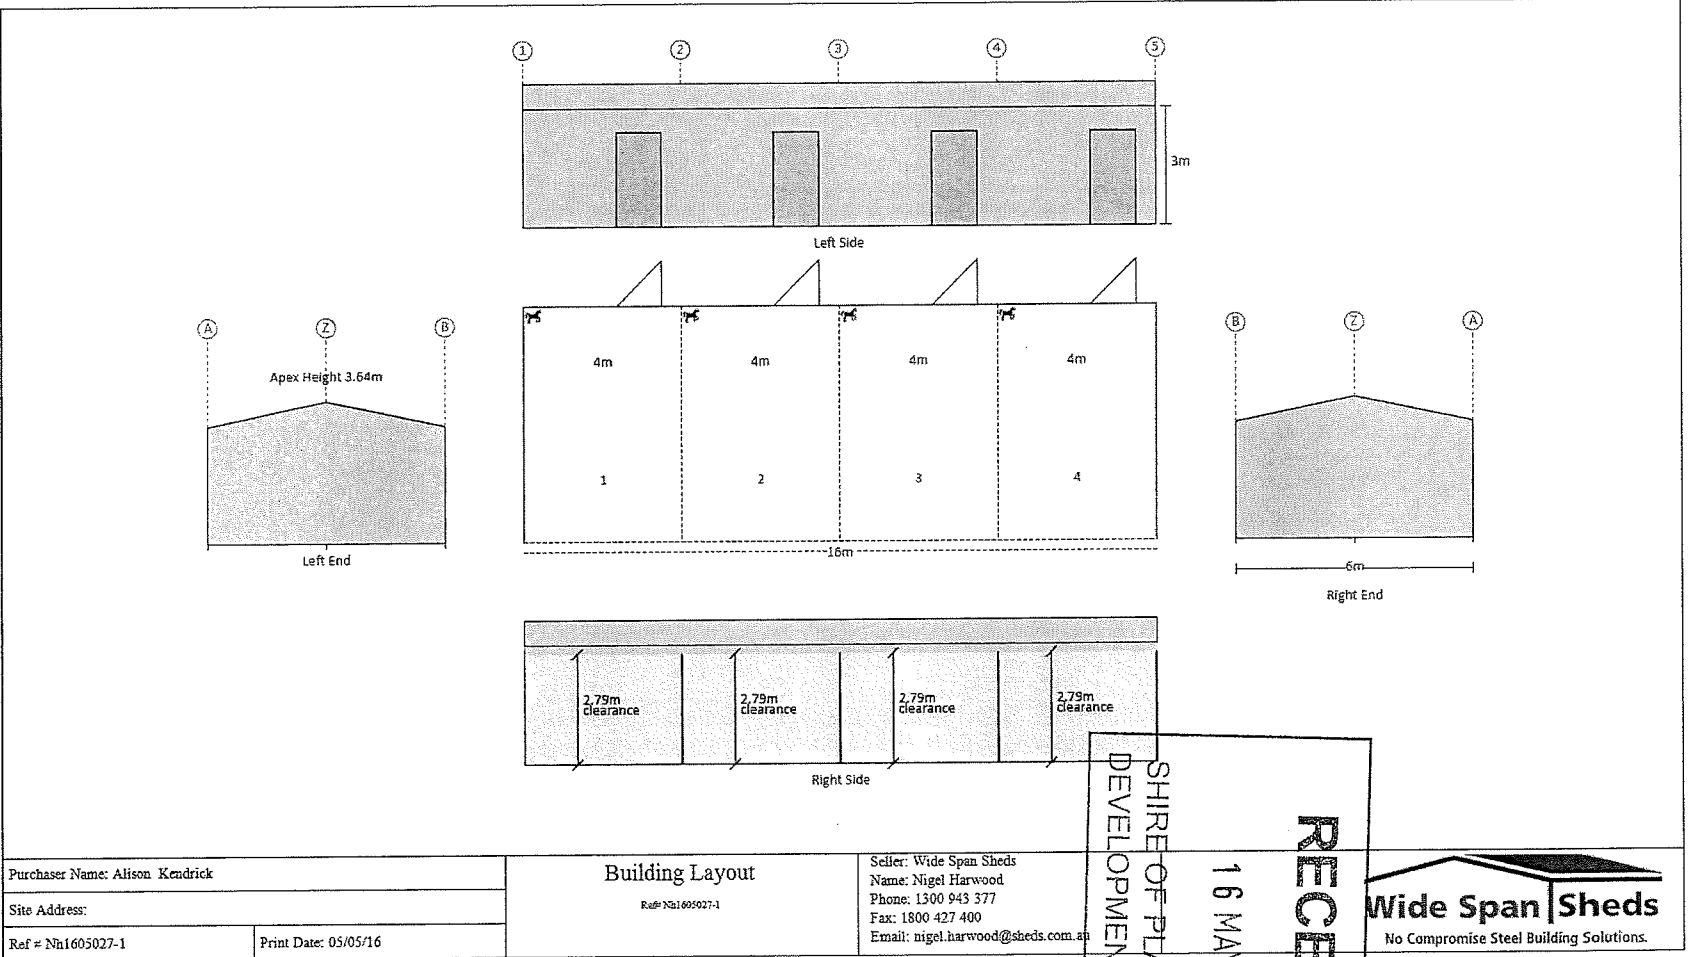 1 2 3 4 5
3m
Left Side
A Z B
Apex Height 3.64m
Left End
4m 4m 4m 4m
1 2 3 4
16m
B Z A
6m
Right End
2.79m clearance
2.79m clearance
2.79m clearance
2.79m clearance
Right Side
Purchaser Name: Alison Kendrick
Site Address:
Ref # Nh1605027-1
Print Date: 05/05/16
Building Layout
Ref# Nh1605027-1
Seller: Wide Span Sheds
Name: Nigel Harwood
Phone: 1300 943 377
Fax: 1800 427 400
Email: nigel.harwood@sheds.com.au
SHIRE OF
16
Wide Span Sheds
No Compromise Steel Building Solutions.